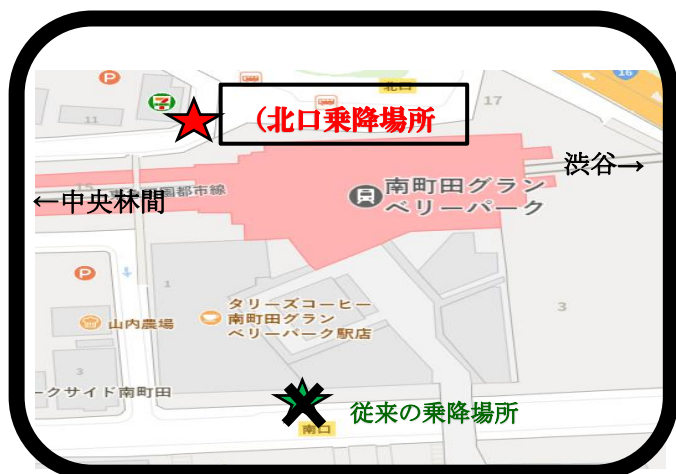 P
16
北口
7
17
11
(北口乗降場所
渋谷→
15
国都市線
南町田グラン
ベリーパーク
←中央林間
P
1
タリーズコーヒー
南町田グラン
ベリーパーク駅店
3
山内農場
3
ークサイド南町田
従来の乗降場所
南口